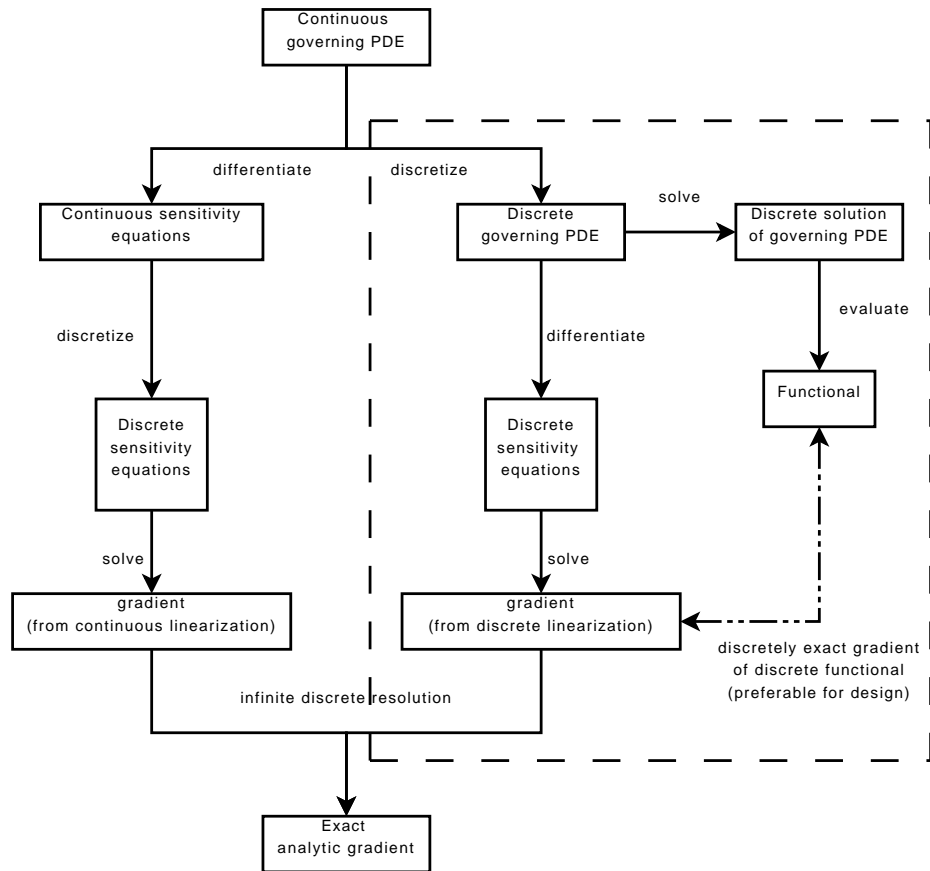 Continuous
governing PDE
differentiate
discretize
Continuous sensitivity
equations
Discrete
governing PDE
solve
Discrete solution
of governing PDE
discretize
differentiate
evaluate
Functional
Discrete
sensitivity
equations
Discrete
sensitivity
equations
solve
solve
gradient
(from continuous linearization)
gradient
(from discrete linearization)
discretely exact gradient
of discrete functional
(preferable for design)
infinite discrete resolution
Exact
analytic gradient